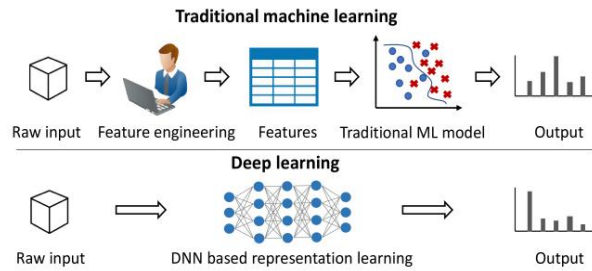 Traditional machine learning
Raw input Feature engineering Features Traditional ML model Output
Deep learning
Raw input DNN based representation learning Output